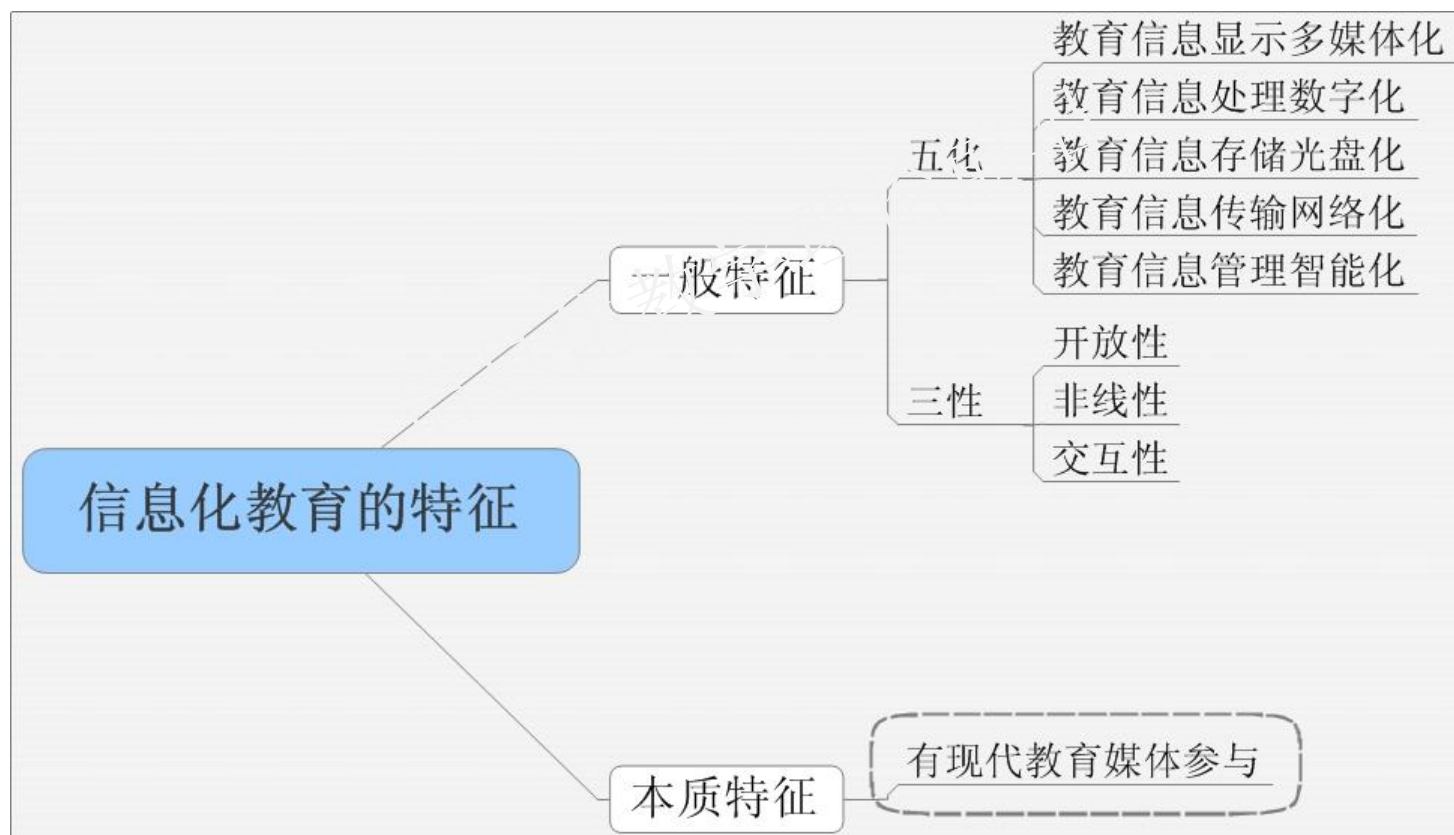 教育信息显示多媒体化
教育信息处理数字化
五化
教育信息存储光盘化
教育信息传输网络化
一般特征
教育信息管理智能化
开放性
三性
非线性
交互性
信息化教育的特征
有现代教育媒体参与
本质特征